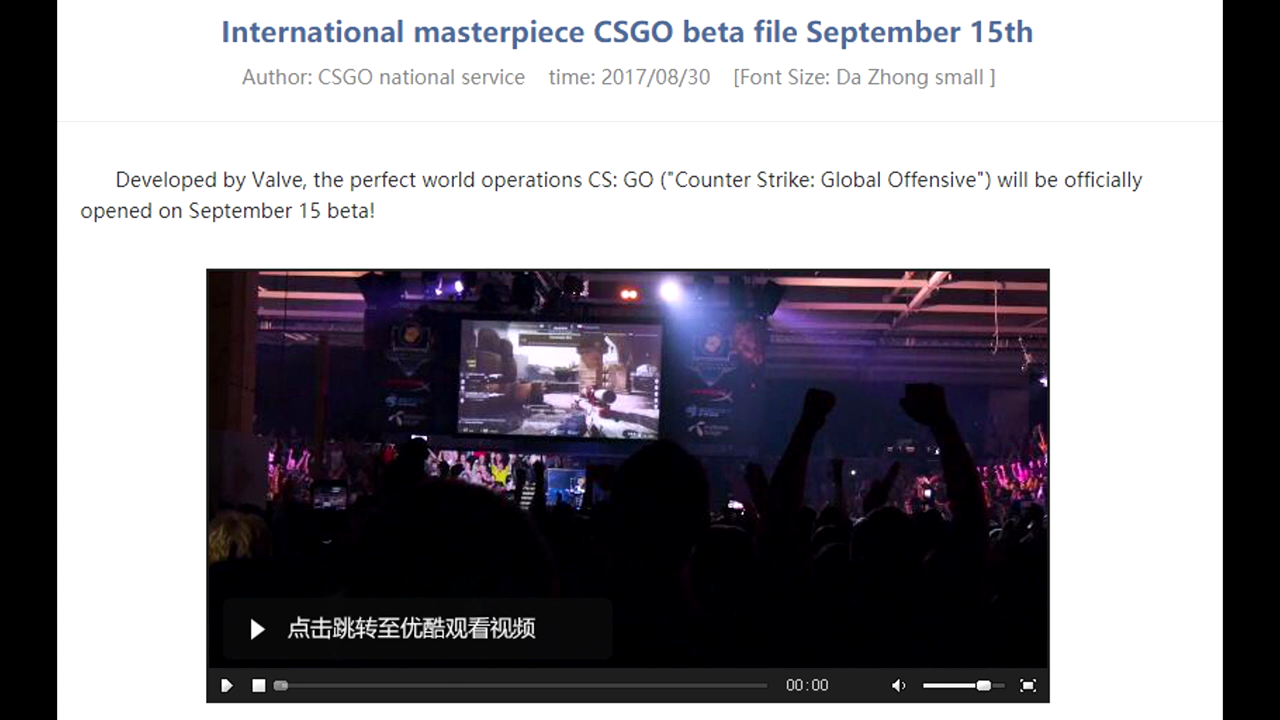 International masterpiece CSGO beta file September 15th
Author: CSGO national service time: 2017/08/30 [Font Size: Da Zhong small ]
Developed by Valve, the perfect world operations CS: GO ("Counter Strike: Global Offensive") will be officially
opened on September 15 beta!
点击跳转至优酷观看视频
00:00